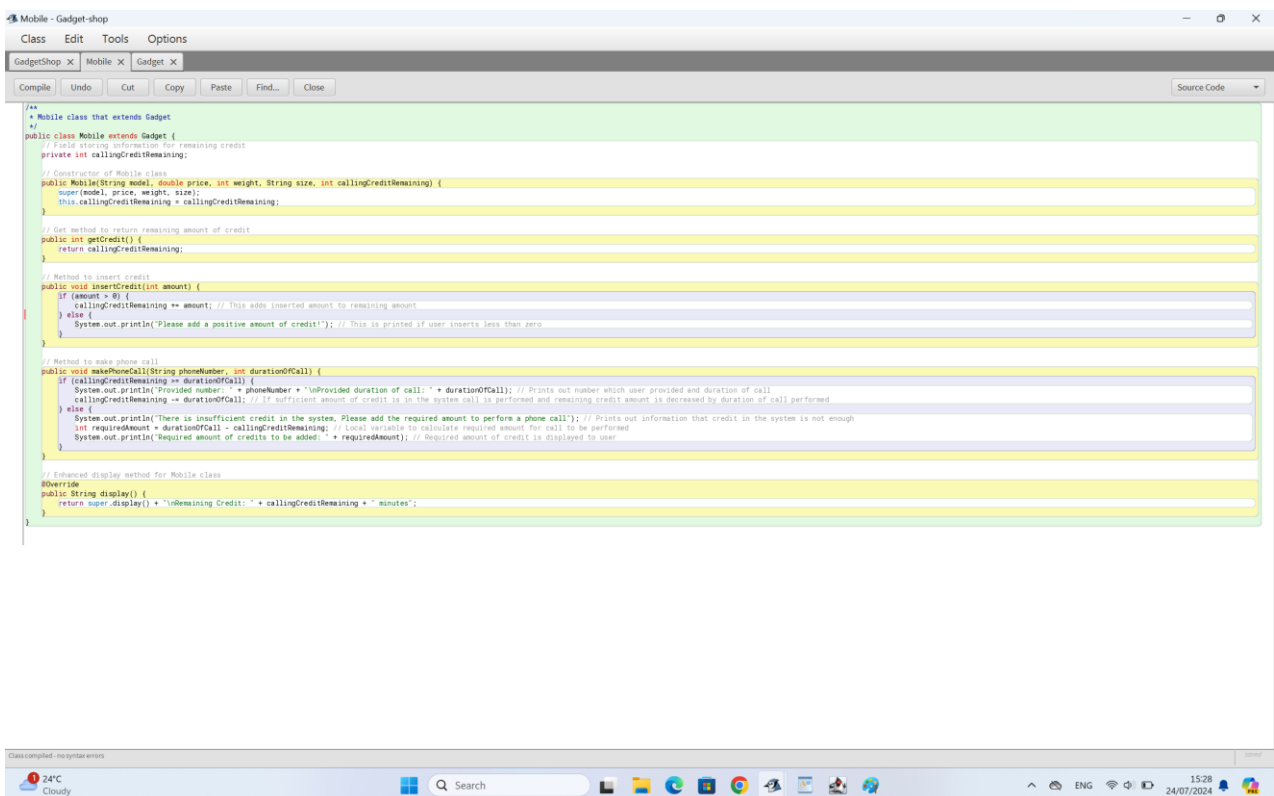 Mobile - Gadget-shop
Class Edit Tools Options
GadgetShop Mobile Gadget
Compile Undo Cut Copy Paste Find... Close Source Code
/**
* Mobile class that extends Gadget
*/
public class Mobile extends Gadget {
// Field storing information for remaining credit
private int callingCreditRemaining;
// Constructor of Mobile class
public Mobile(String model, double price, int weight, String size, int callingCreditRemaining) {
super(model, price, weight, size);
this.callingCreditRemaining = callingCreditRemaining;
}
// Get method to return remaining amount of credit
public int getCredit() {
return callingCreditRemaining;
}
// Method to insert credit
public void insertCredit(int amount) {
if (amount > 0) {
callingCreditRemaining += amount; // This adds inserted amount to remaining amount
} else {
System.out.println("Please add a positive amount of credit!"); // This is printed if user inserts less than zero
}
}
// Method to make phone call
public void makePhoneCall(String phoneNumber, int durationOfCall) {
if (callingCreditRemaining >= durationOfCall) {
System.out.println("Provided number: " + phoneNumber + "\nProvided duration of call: " + durationOfCall); // Prints out number which user provided and duration of call
callingCreditRemaining -= durationOfCall; // If sufficient amount of credit is in the system call is performed and remaining credit amount is decreased by duration of call performed
} else {
System.out.println("There is insufficient credit in the system, Please add the required amount to perform a phone call"); // Prints out information that credit in the system is not enough
int requiredAmount = durationOfCall - callingCreditRemaining; // Local variable to calculate required amount for call to be performed
System.out.println("Required amount of credits to be added: " + requiredAmount); // Required amount of credit is displayed to user
}
}
// Enhanced display method for Mobile class
@Override
public String display() {
return super.display() + "\nRemaining Credit: " + callingCreditRemaining + " minutes";
}
}
Class compiled - no syntax errors
saved
1
24°C
Cloudy
Search
ENG
15:28
24/07/2024
PRE